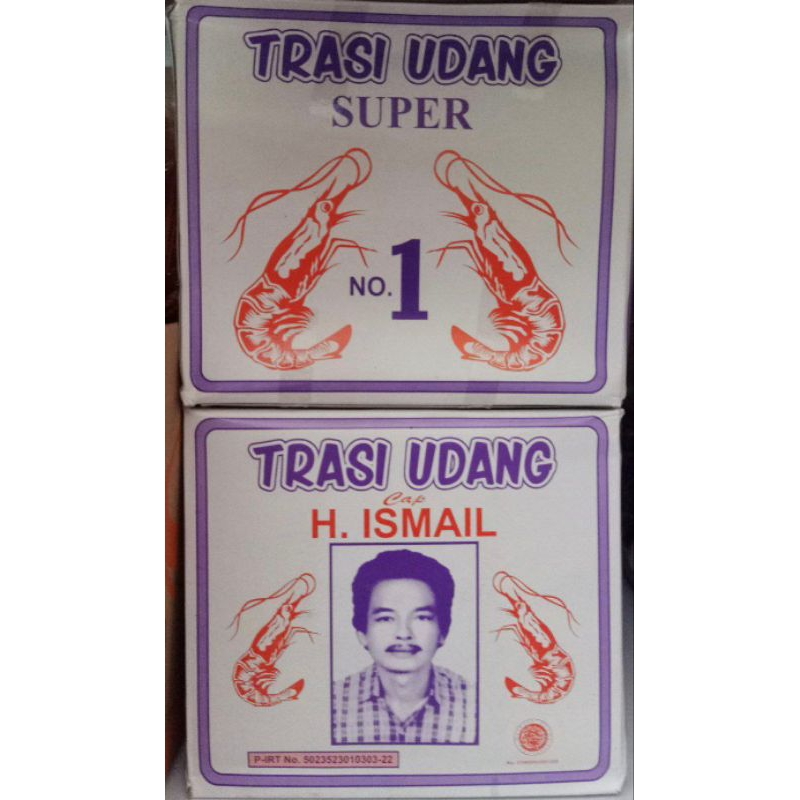 TRASI UDANG
SUPER
NO. 1
TRASI UDANG
Cap
H. ISMAIL
P-IRT No. 5023523010303-22